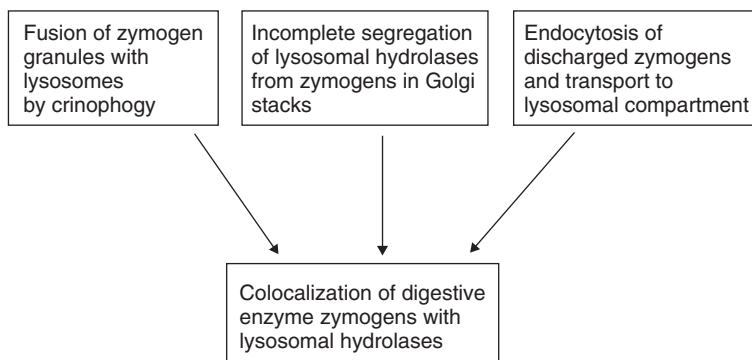 Fusion of zymogen
granules with
lysosomes
by crinophogy
Incomplete segregation
of lysosomal hydrolases
from zymogens in Golgi
stacks
Endocytosis of
discharged zymogens
and transport to
lysosomal compartment
Colocalization of digestive
enzyme zymogens with
lysosomal hydrolases